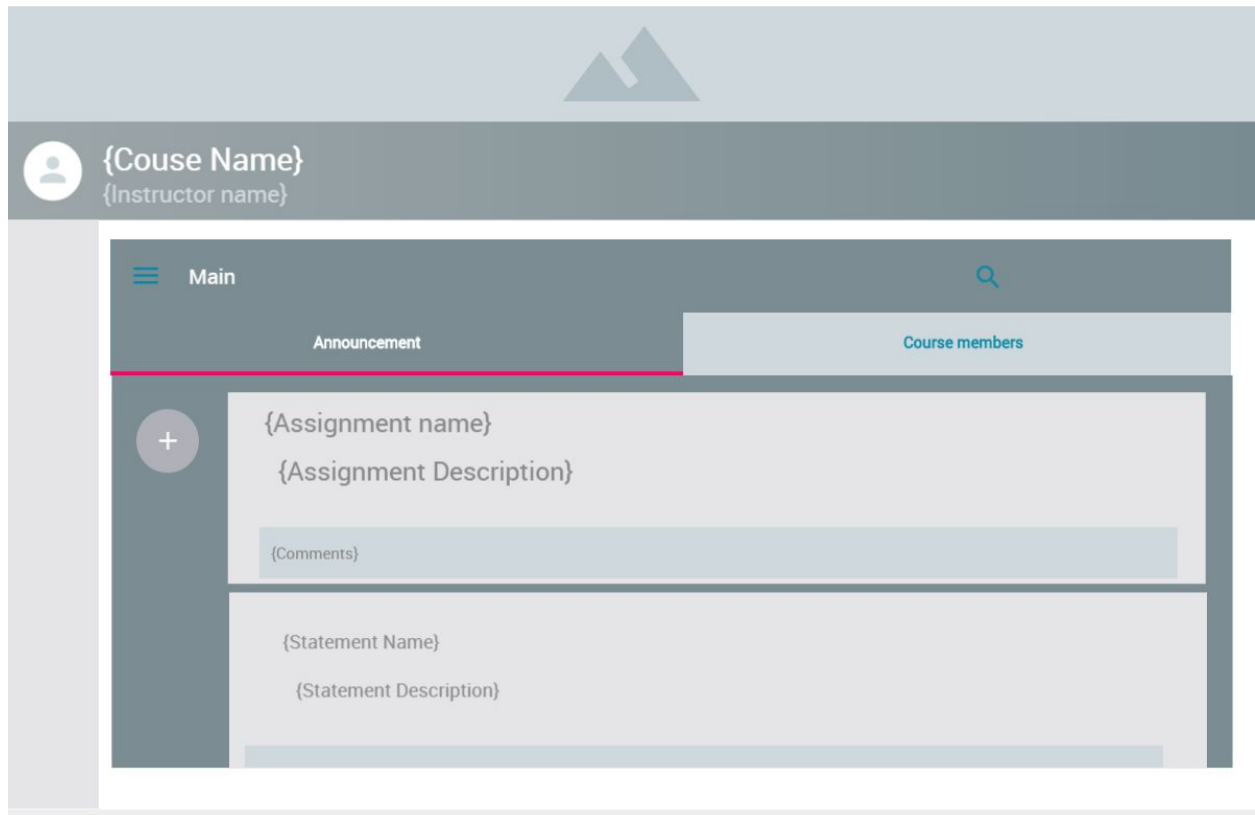 {Couse Name}
{Instructor name}
Main
Announcement
Course members
+
{Assignment name}
{Assignment Description}
{Comments}
{Statement Name}
{Statement Description}